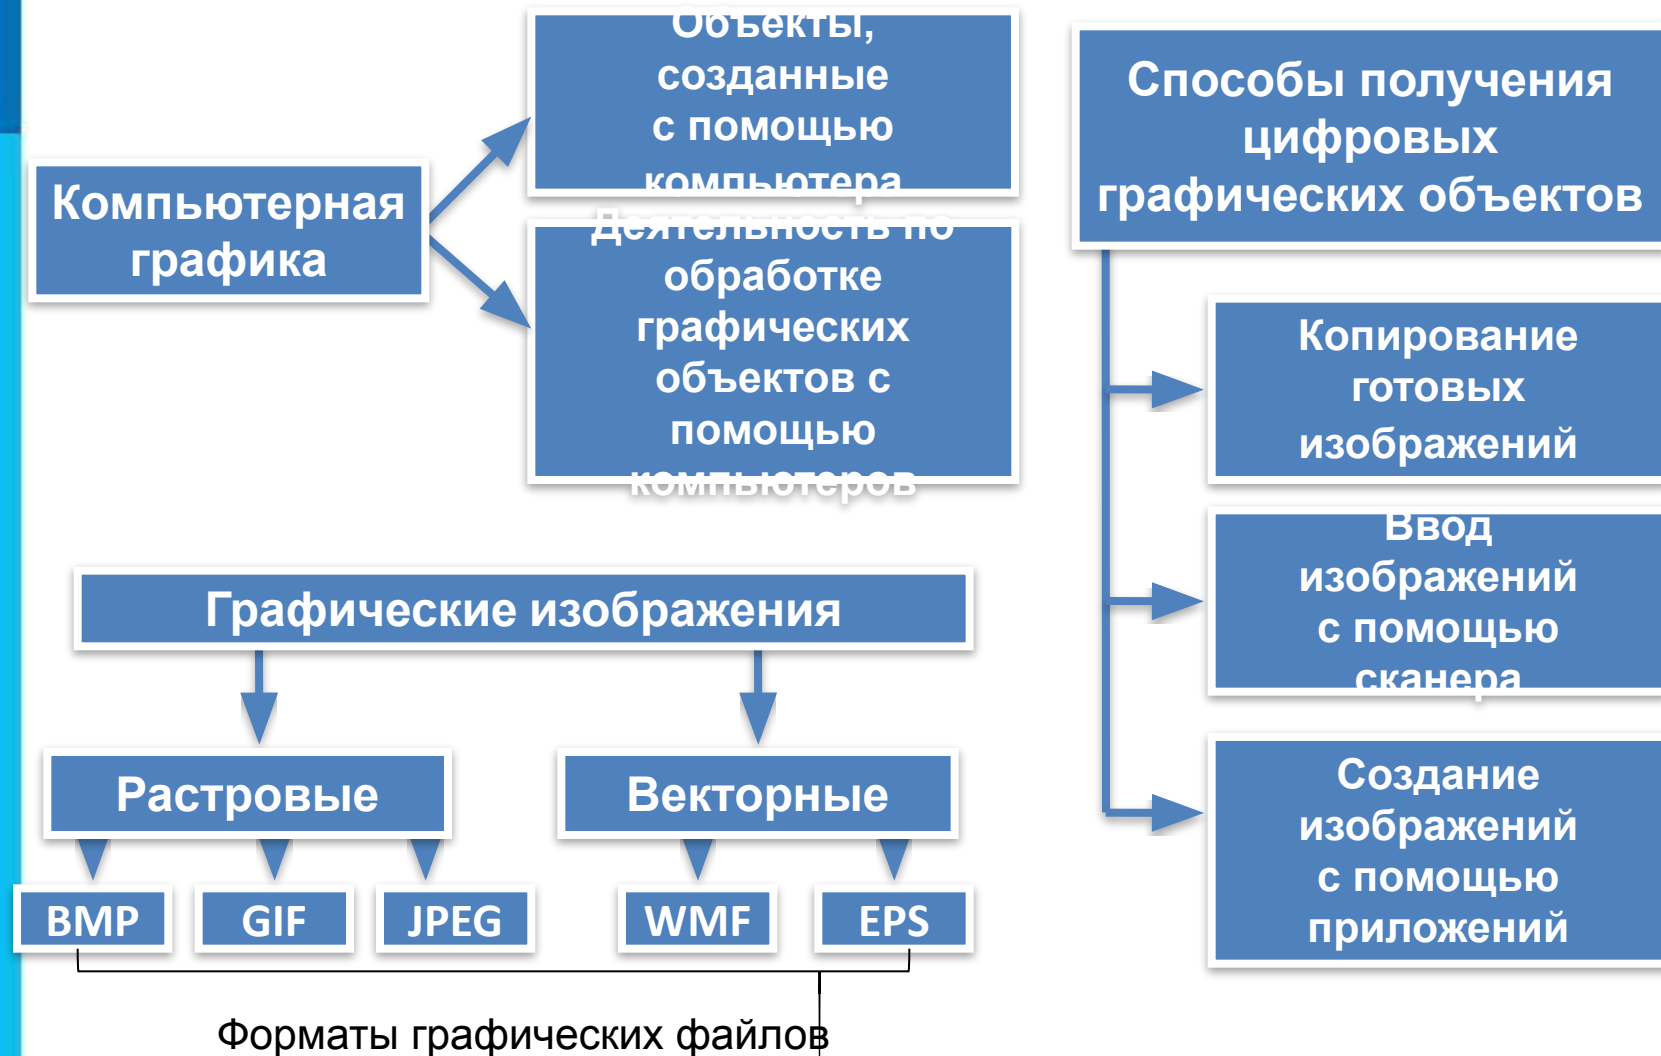 Компьютерная
графика
Объекты,
созданные
с помощью
компьютера
Деятельность по
обработке
графических
объектов с
помощью
компьютеров
Способы получения
цифровых
графических объектов
Копирование
готовых
изображений
Ввод
изображений
с помощью
сканера
Создание
изображений
с помощью
приложений
Графические изображения
Растровые
Векторные
BMP
GIF
JPEG
WMF
EPS
Форматы графических файлов